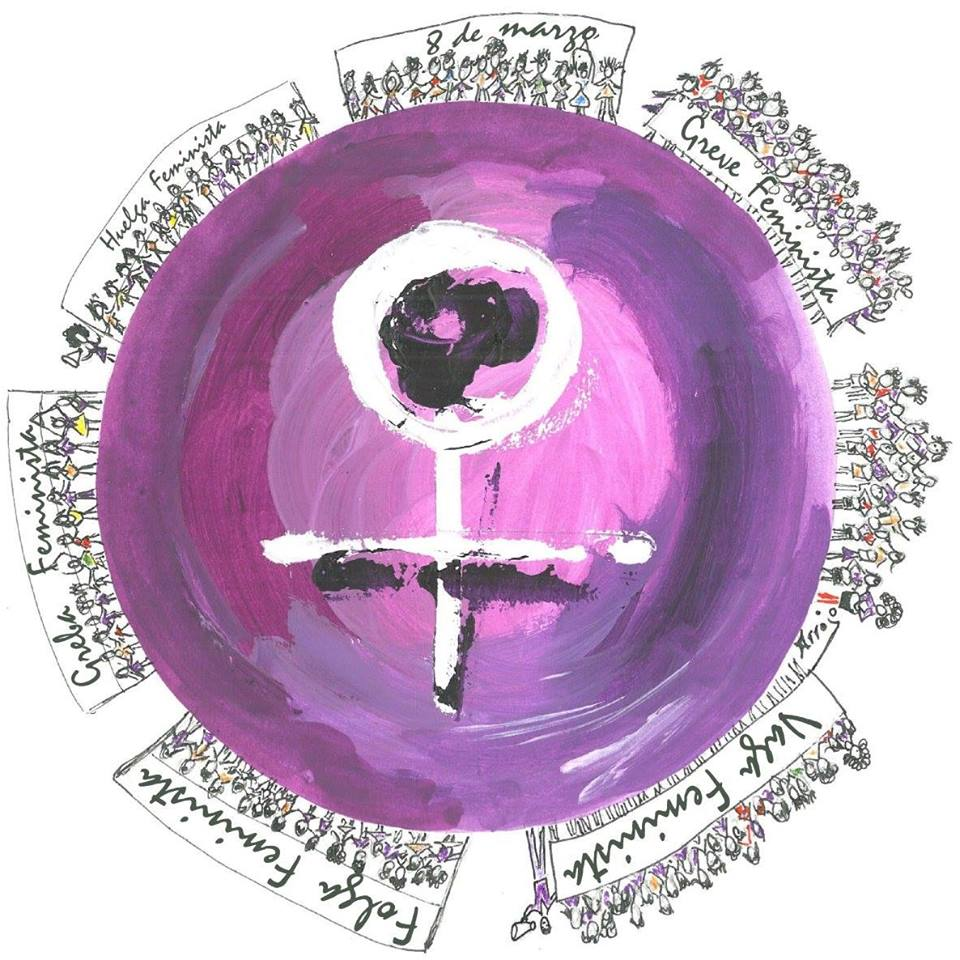 8 de marzo
Greve Feminista
Vaga Feminista
Folga Feminista
Greba Feminista
Huelga Feminista